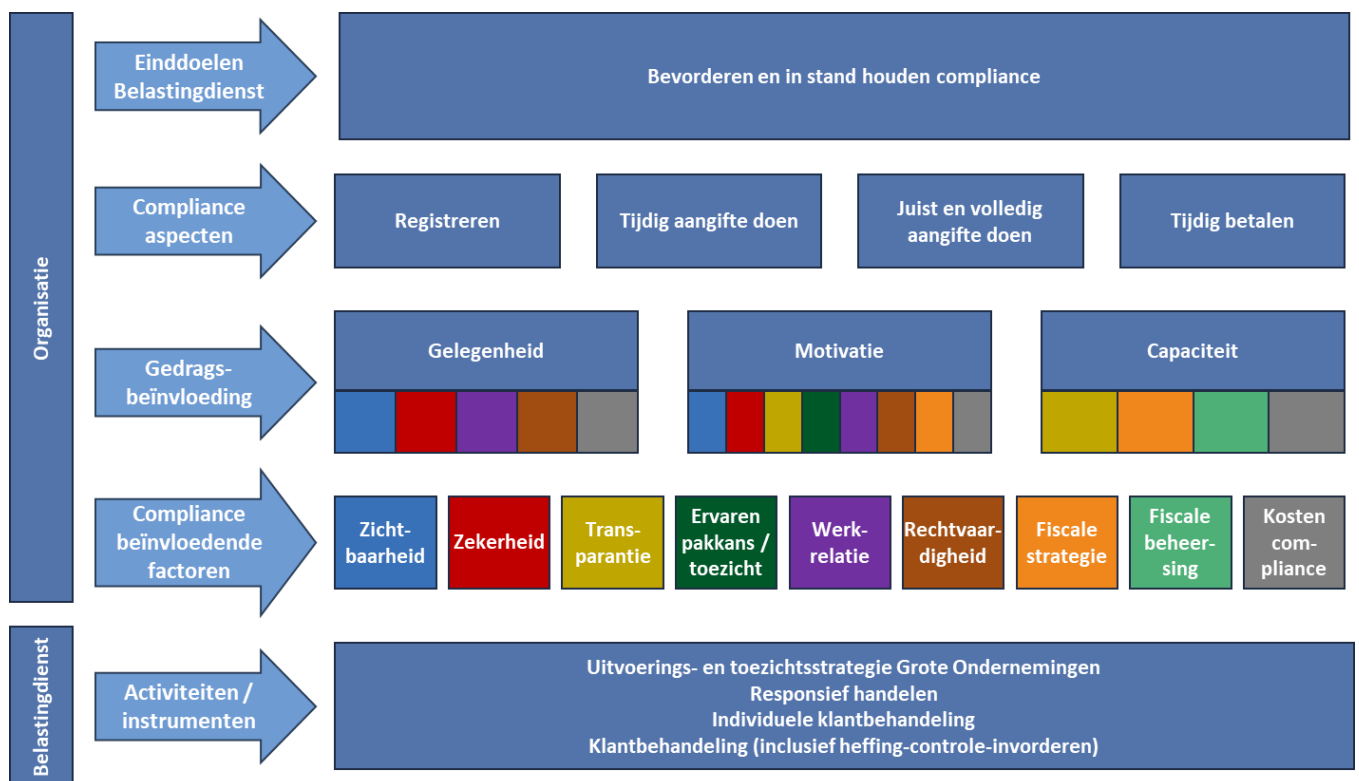 Organisatie
Einddoelen
Belastingdienst
Bevorderen en in stand houden compliance
Compliance
aspecten
Registreren
Tijdig aangifte doen
Juist en volledig
aangifte doen
Tijdig betalen
Gedrags-
beïnvloeding
Gelegenheid
Motivatie
Capaciteit
Compliance
beïnvloedende
factoren
Zicht-
baarheid
Zekerheid
Trans-
parantie
Ervaren
pakkans /
toezicht
Werk-
relatie
Rechtvaar-
digheid
Fiscale
strategie
Fiscale
beheer-
sing
Kosten
com-
pliance
Belastingdienst
Activiteiten /
instrumenten
Uitvoerings- en toezichtsstrategie Grote Ondernemingen
Responsief handelen
Individuele klantbehandeling
Klantbehandeling (inclusief heffing-controle-invorderen)